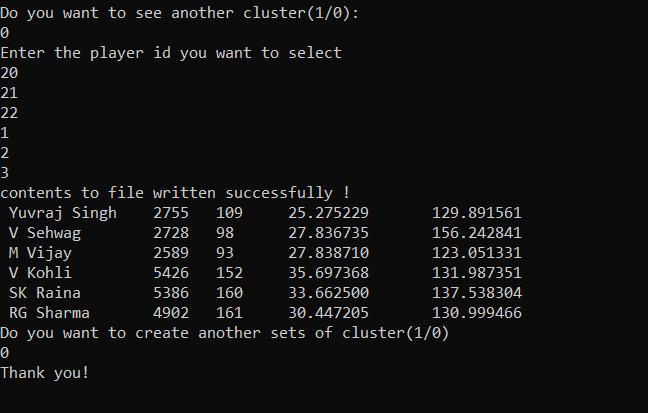 Do you want to see another cluster(1/0):
0
Enter the player id you want to select
20
21
22
1
2
3
contents to file written successfully !
Yuvraj Singh 2755 109 25.275229 129.891561
V Sehwag 2728 98 27.836735 156.242841
M Vijay 2589 93 27.838710 123.051331
V Kohli 5426 152 35.697368 131.987351
SK Raina 5386 160 33.662500 137.538304
RG Sharma 4902 161 30.447205 130.999466
Do you want to create another sets of cluster(1/0)
0
Thank you!